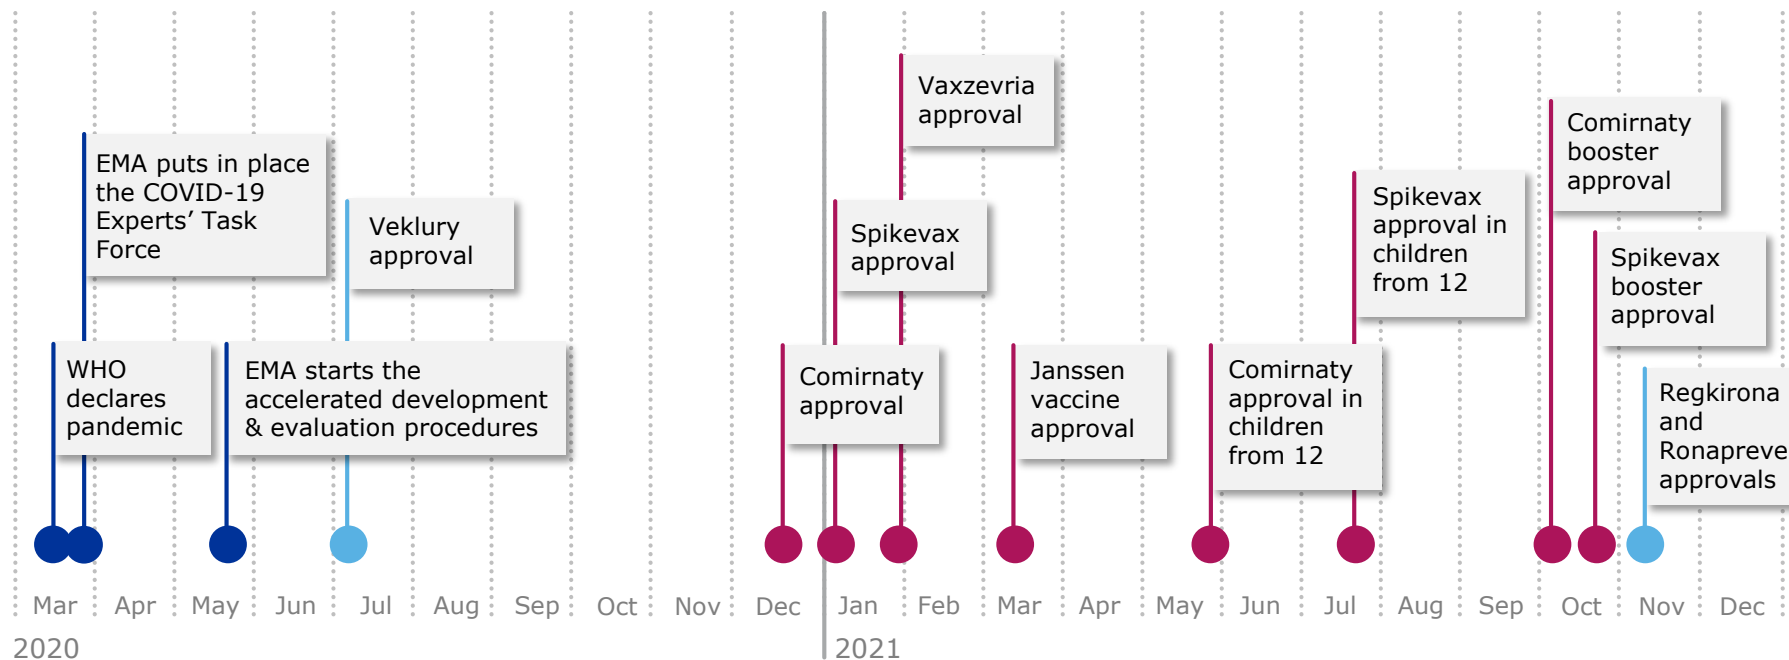 EMA puts in place
the COVID-19
Experts’ Task
Force
WHO
declares
pandemic
Veklury
approval
EMA starts the
accelerated development
& evaluation procedures
Comirnaty
approval
Spikevax
approval
Vaxzevria
approval
Janssen
vaccine
approval
Comirnaty
approval in
children
from 12
Spikevax
approval in
children
from 12
Comirnaty
booster
approval
Spikevax
booster
approval
Regkirona
and
Ronapreve
approvals
Mar Apr May Jun Jul Aug Sep Oct Nov Dec Jan Feb Mar Apr May Jun Jul Aug Sep Oct Nov Dec
2020 2021